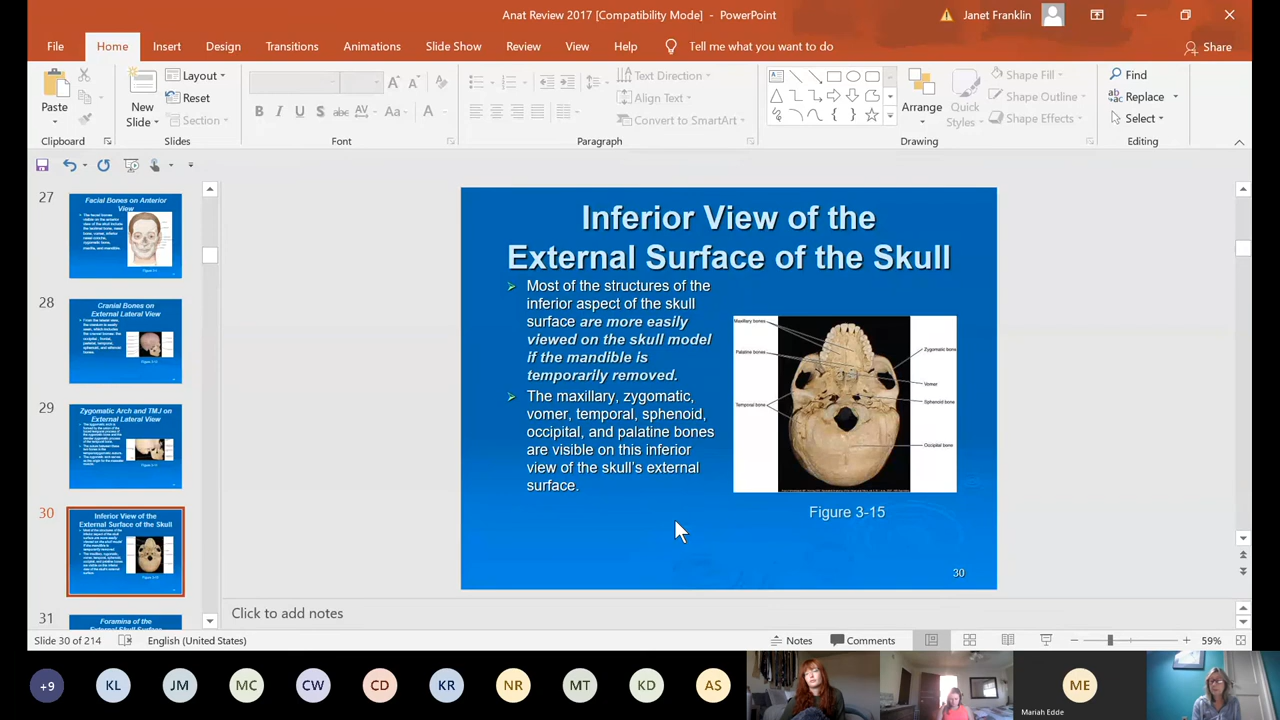 Anat Review 2017 [Compatibility Mode] - PowerPoint
Janet Franklin
File Home Insert Design Transitions Animations Slide Show Review View Help Tell me what you want to do Share
Paste
New
Slide
Layout
Reset
Section
Text Direction
Align Text
Convert to SmartArt
Arrange
Quick
Styles
Shape Fill
Shape Outline
Shape Effects
Find
Replace
Select
Clipboard Slides Font Paragraph Drawing Editing
27
Facial Bones on Anterior
View
28
Cranial Bones on
External Lateral View
29
Zygomatic Arch and TMJ on
External Lateral View
30
Inferior View of the
External Surface of the Skull
31
Foramina of the
External Skull Surface
Inferior View of the
External Surface of the Skull
Most of the structures of the
inferior aspect of the skull
surface are more easily
viewed on the skull model
if the mandible is
temporarily removed.
The maxillary, zygomatic,
vomer, temporal, sphenoid,
occipital, and palatine bones
are visible on this inferior
view of the skull's external
surface.
Maxillary bones
Palatine bones
Temporal bone
Zygomatic bone
Vomer
Sphenoid bone
Occipital bone
Figure 3-15
30
Click to add notes
Slide 30 of 214 English (United States) Notes Comments 59%
+9 KL JM MC CW CD KR NR MT KD AS ME
Mariah Edde